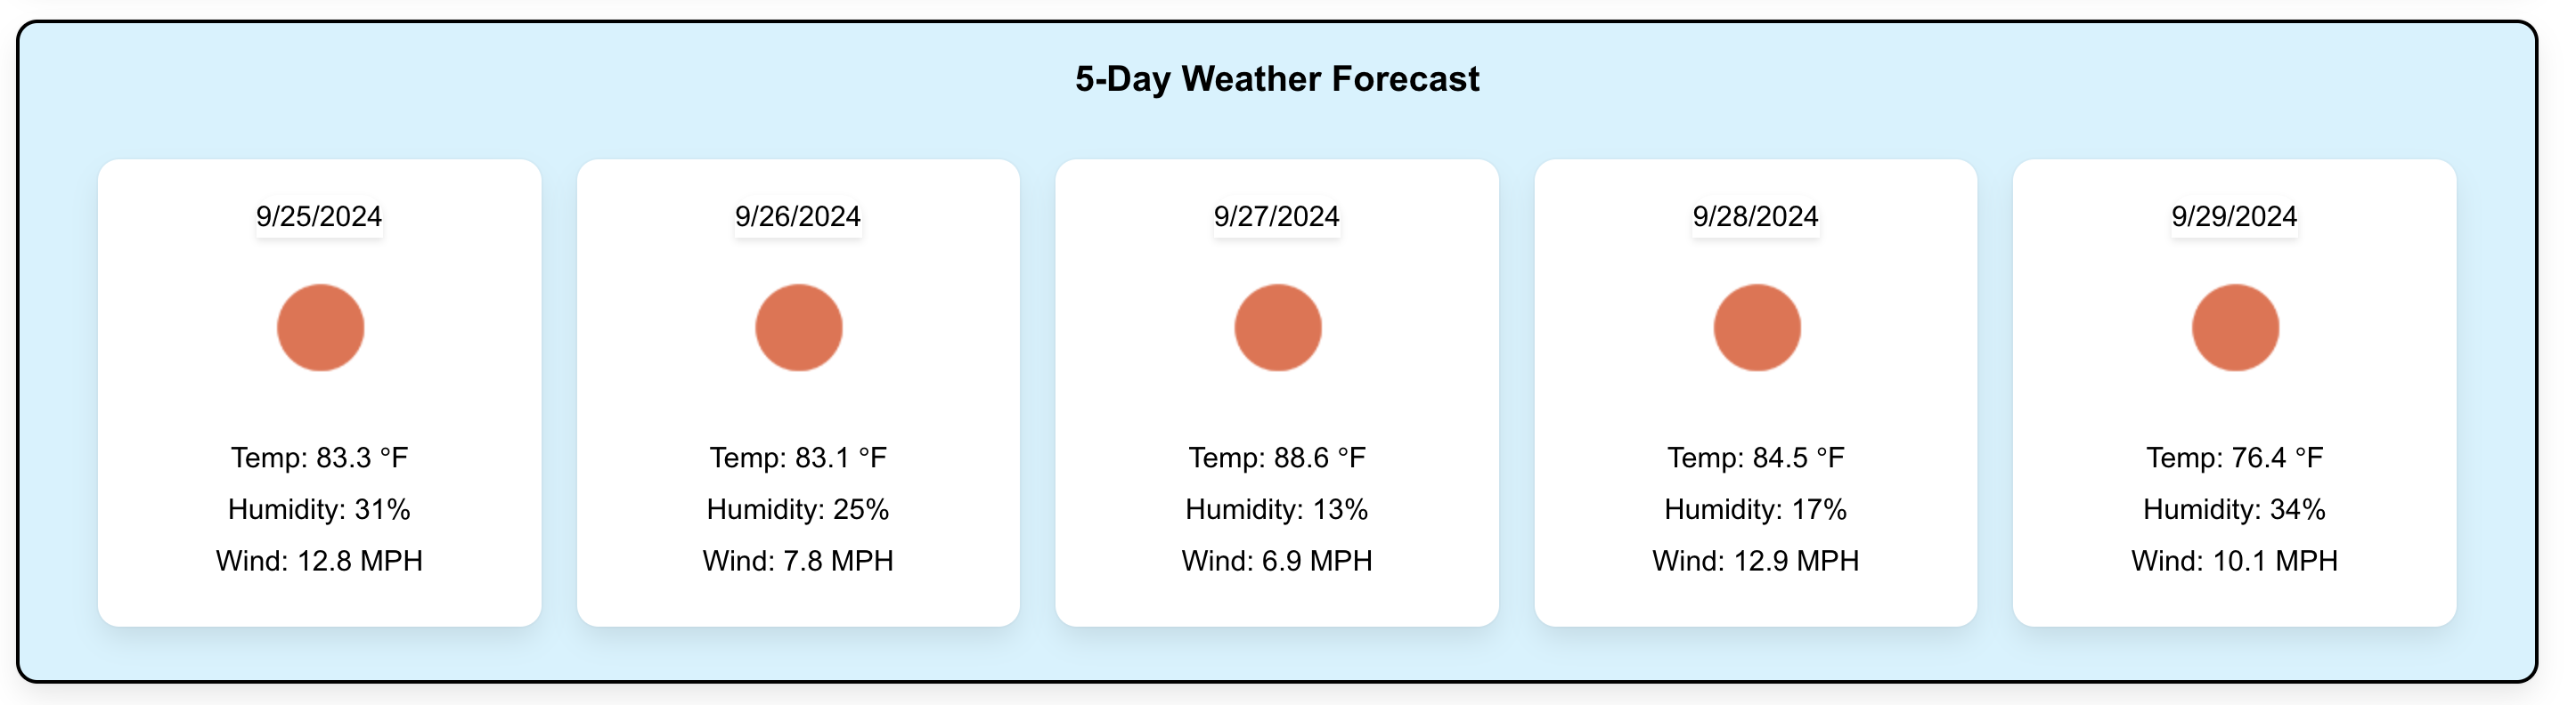 5-Day Weather Forecast
9/25/2024
Temp: 83.3 °F
Humidity: 31%
Wind: 12.8 MPH
9/26/2024
Temp: 83.1 °F
Humidity: 25%
Wind: 7.8 MPH
9/27/2024
Temp: 88.6 °F
Humidity: 13%
Wind: 6.9 MPH
9/28/2024
Temp: 84.5 °F
Humidity: 17%
Wind: 12.9 MPH
9/29/2024
Temp: 76.4 °F
Humidity: 34%
Wind: 10.1 MPH